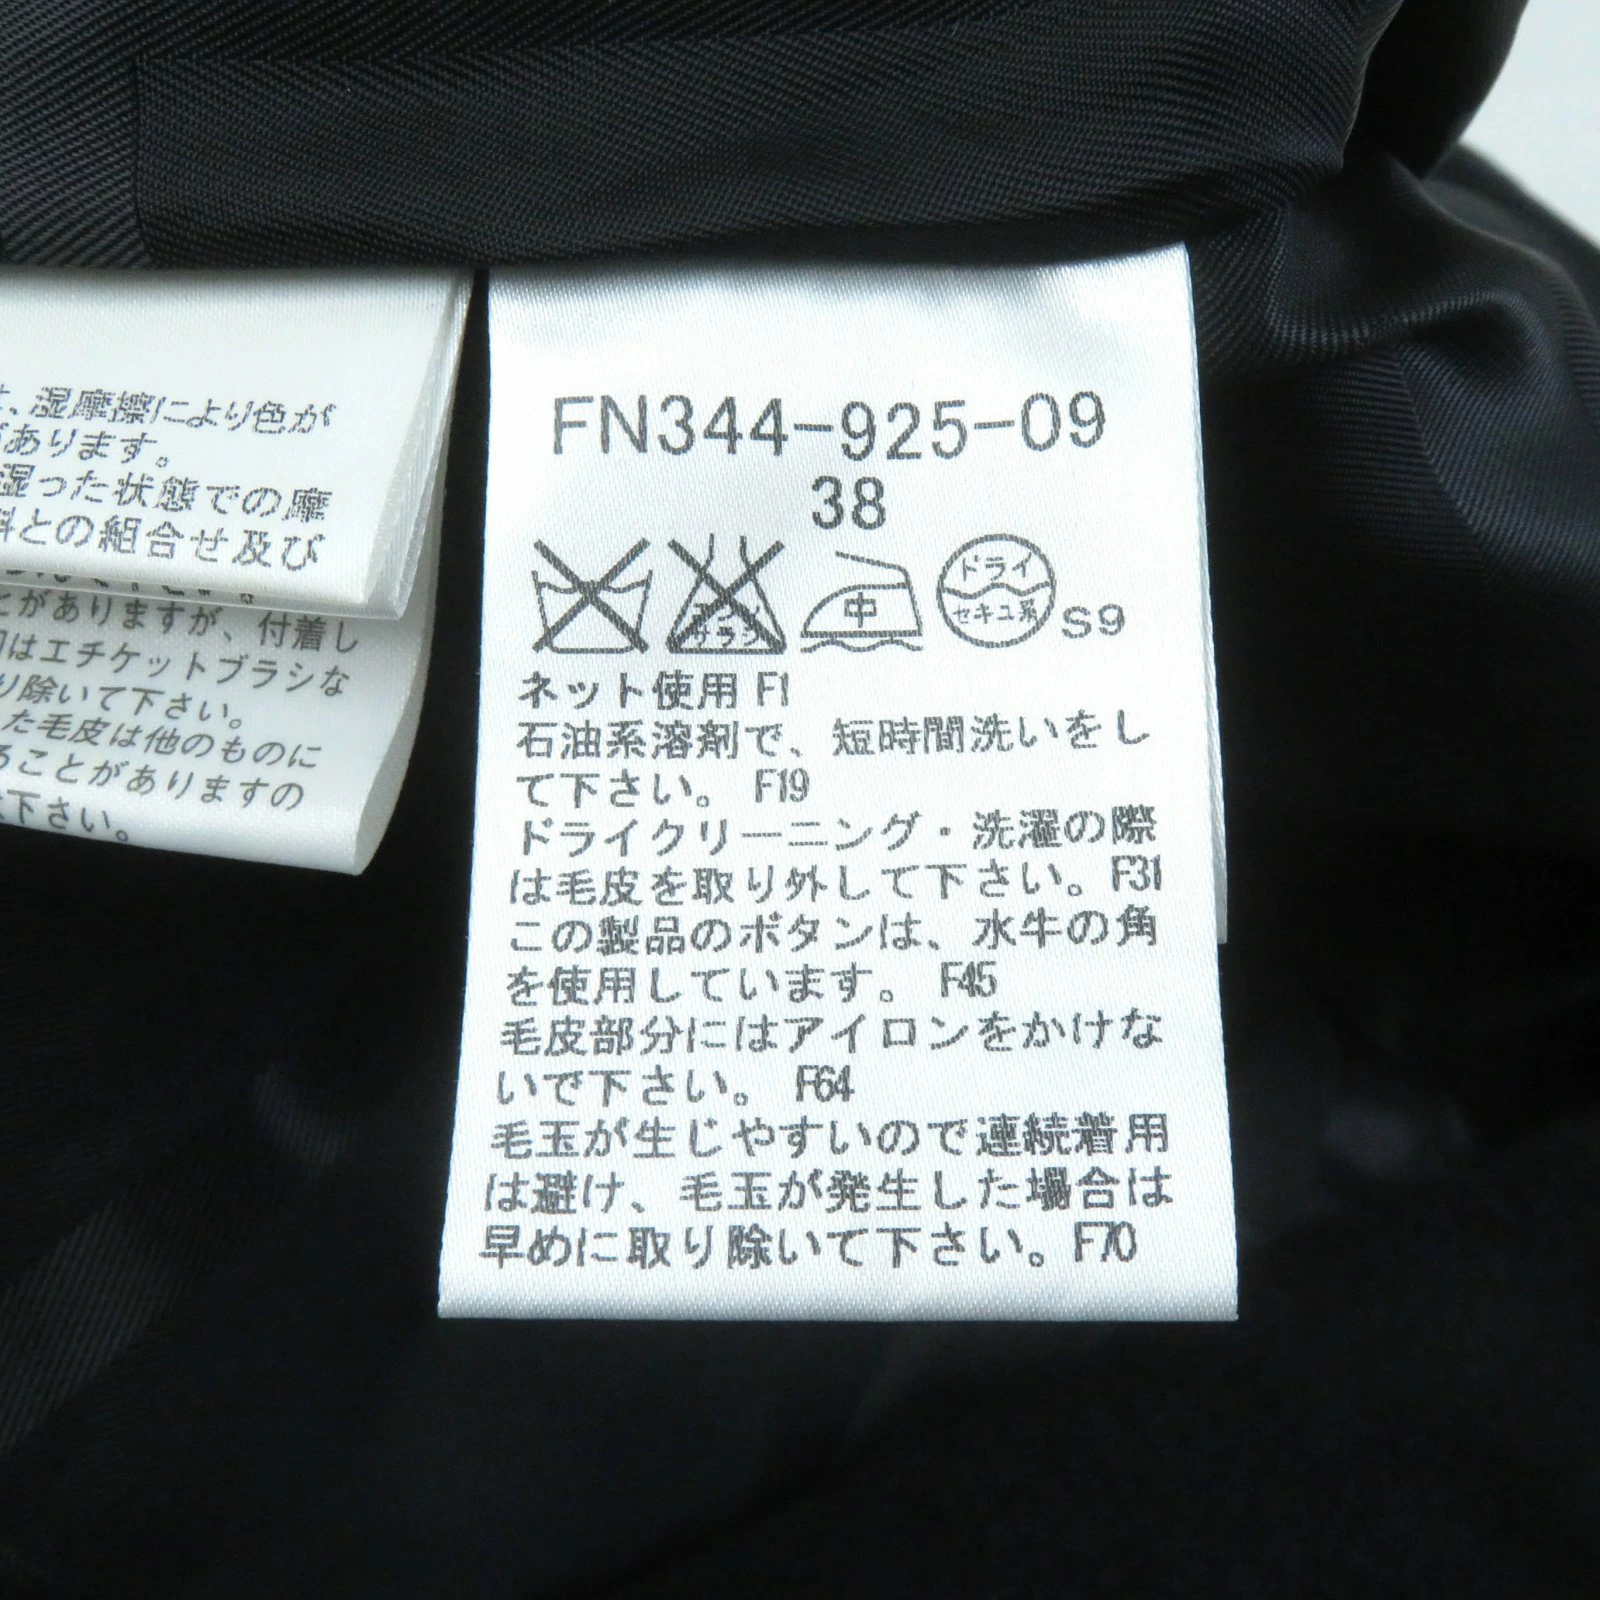 、湿摩擦により色が
があります。
湿った状態での摩
料との組合せ及び
とがありますが、付着し
はエチケットブラシな
り除いて下さい。
た毛皮は他のものに
ることがありますの
下さい。
FN344-925-09
38
エンソ
サラシ
中
ドライ
セキユ系
S9
ネット使用 F1
石油系溶剤で、短時間洗いをし
て下さい。 F19
ドライクリーニング・洗濯の際
は毛皮を取り外して下さい。F31
この製品のボタンは、水牛の角
を使用しています。 F45
毛皮部分にはアイロンをかけな
いで下さい。 F64
毛玉が生じやすいので連続着用
は避け、毛玉が発生した場合は
早めに取り除いて下さい。F70